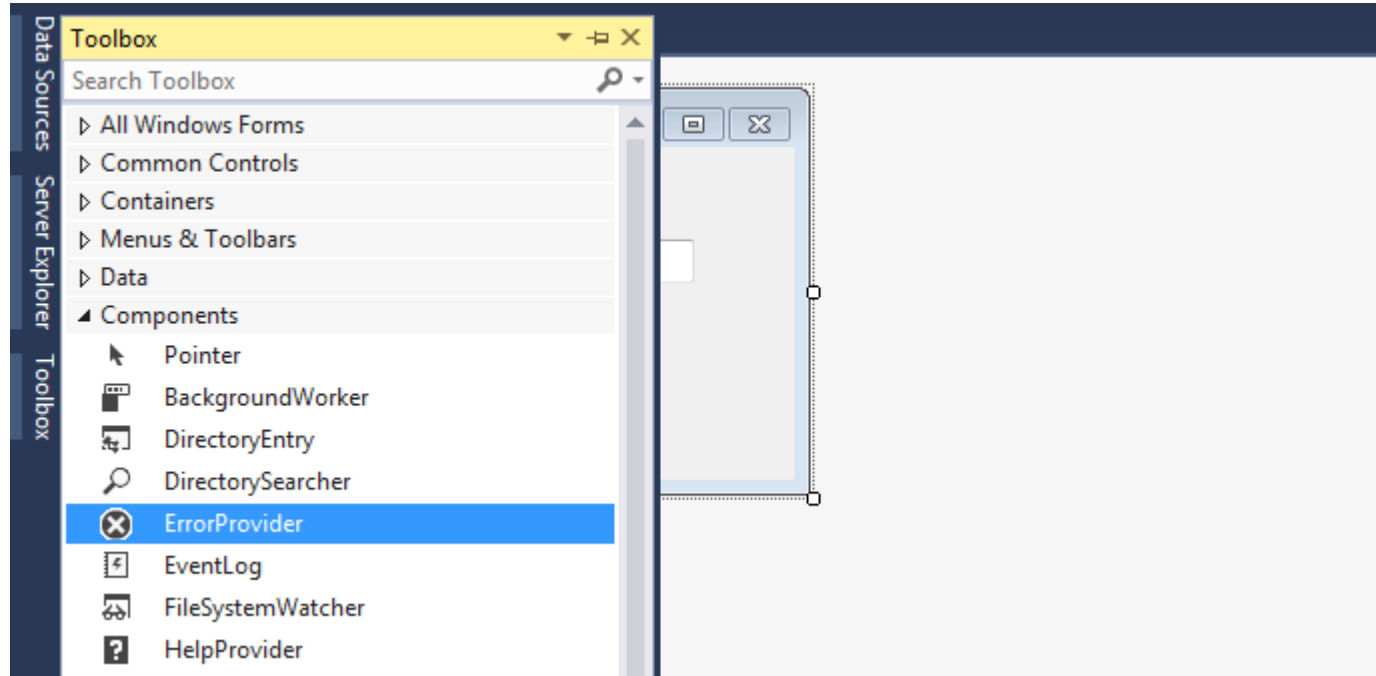 Data Sources
Server Explorer
Toolbox
Toolbox
Search Toolbox
All Windows Forms
Common Controls
Containers
Menus & Toolbars
Data
Components
Pointer
BackgroundWorker
DirectoryEntry
DirectorySearcher
ErrorProvider
EventLog
FileSystemWatcher
HelpProvider